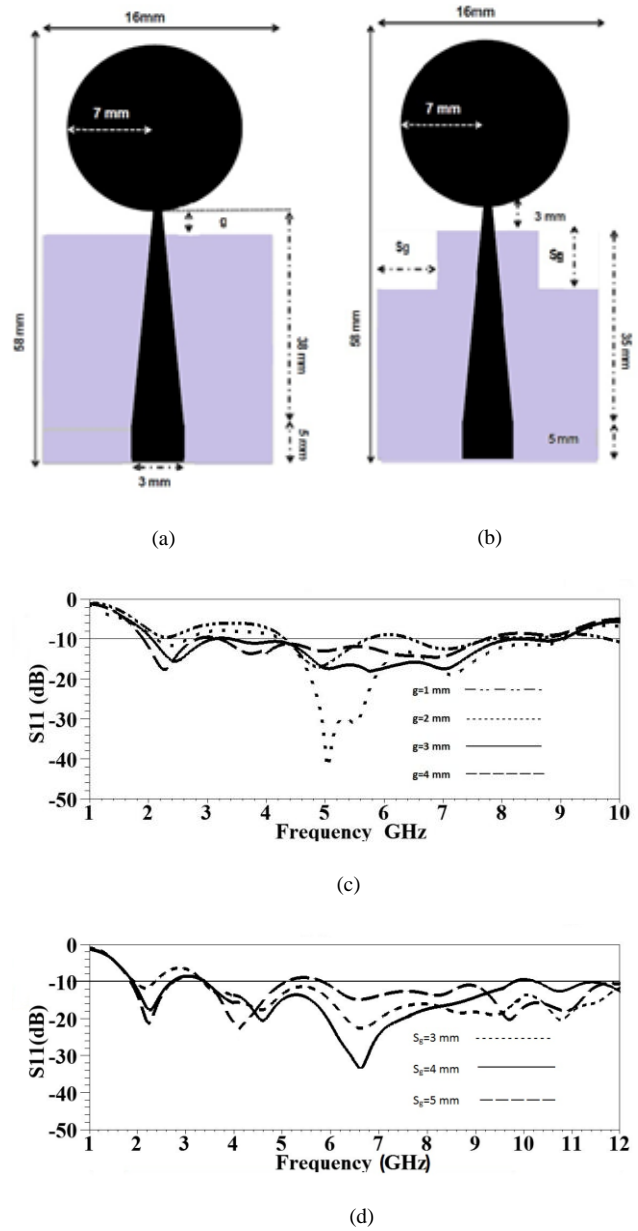 16mm
7 mm
g
58 mm
38 mm
5 mm
3 mm
(a)
16mm
7 mm
3 mm
Sg
Sg
58 mm
35 mm
5 mm
(b)
0
-10
-20
-30
-40
-50
S11 (dB)
g=1 mm
g=2 mm
g=3 mm
g=4 mm
1 2 3 4 5 6 7 8 9 10
Frequency GHz
(c)
0
-10
-20
-30
-40
-50
S11(dB)
Sg=3 mm
Sg=4 mm
Sg=5 mm
1 2 3 4 5 6 7 8 9 10 11 12
Frequency (GHz)
(d)